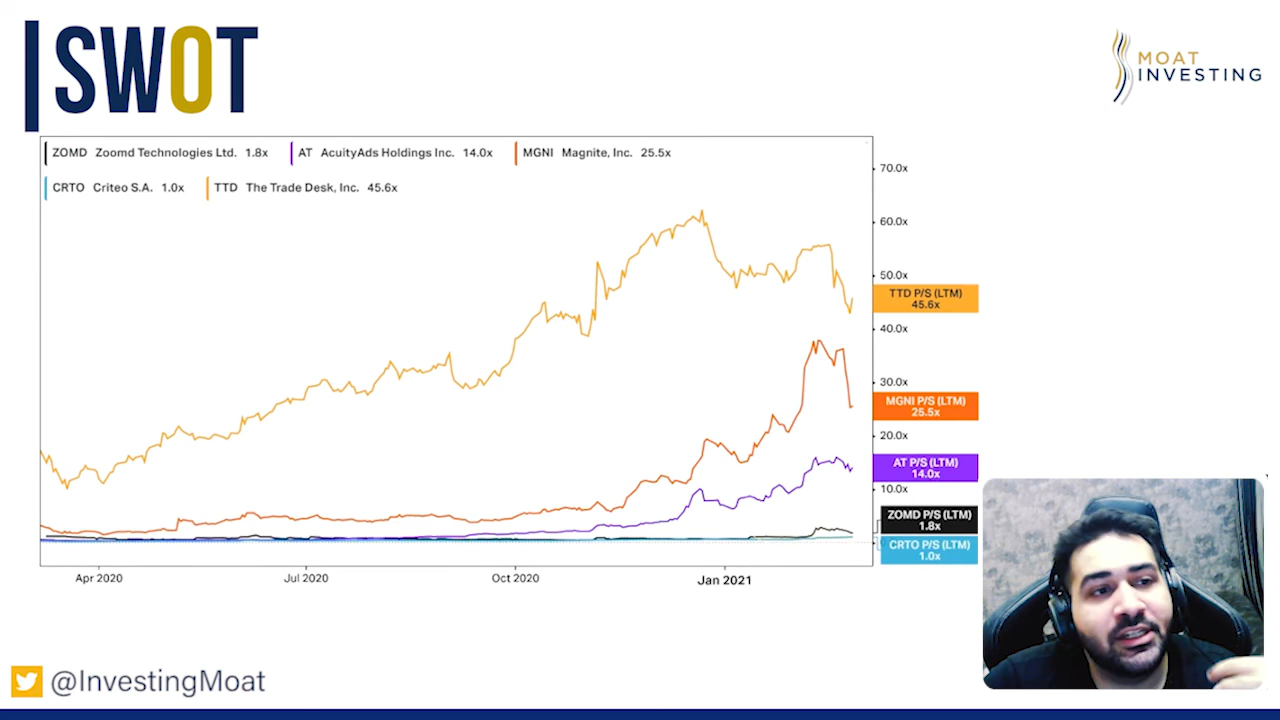 SWOT
MOAT
INVESTING
ZOMD Zoomd Technologies Ltd. 1.8x AT AcuityAds Holdings Inc. 14.0x MGNI Magnite, Inc. 25.5x
CRTO Criteo S.A. 1.0x TTD The Trade Desk, Inc. 45.6x
70.0x
60.0x
50.0x
TTD P/S (LTM)
45.6x
40.0x
30.0x
MGNI P/S (LTM)
25.5x
20.0x
AT P/S (LTM)
14.0x
10.0x
ZOMD P/S (LTM)
1.8x
CRTO P/S (LTM)
1.0x
Apr 2020 Jul 2020 Oct 2020 Jan 2021
@InvestingMoat